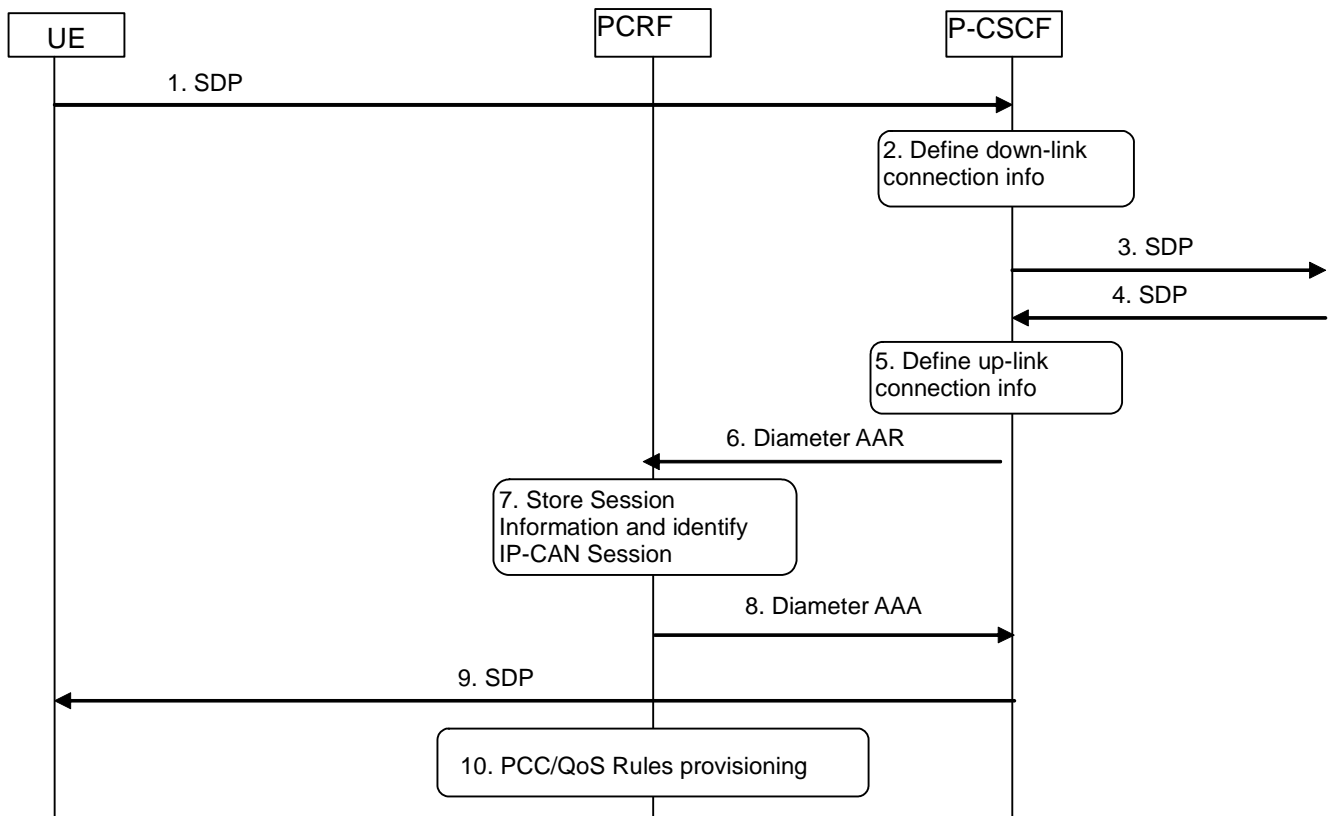 UE
PCRF
P-CSCF
1. SDP
2. Define down-link
connection info
3. SDP
4. SDP
5. Define up-link
connection info
6. Diameter AAR
7. Store Session
Information and identify
IP-CAN Session
8. Diameter AAA
9. SDP
10. PCC/QoS Rules provisioning